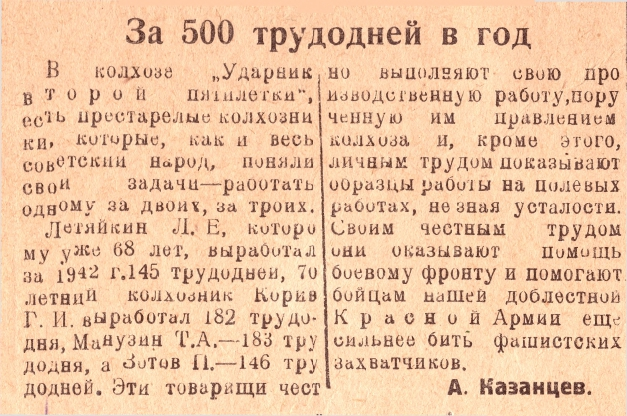 За 500 трудодней в год
В колхозе „Ударник
второй пятилетки“,
есть престарелые колхозни
ки, которые, как и весь
советский народ, поняли
свои задачи—работать
одному за двоих, за троих.
Летяйкин Л. Е, которо
му уже 68 лет, выработал
за 1942 г.145 трудодней, 70
летний колхозник Корив
Г. И. выработал 182 трудо-
дня, Манузин Т.А.—183 тру
додня, а Зотов П.—146 тру
додней. Эти товарищи чест
но выполняют свою про
изводственную работу,пору
ченную им правлением
колхоза и, кроме этого,
личным трудом показывают
образцы работы на полевых
работах, не зная усталости.
Своим честным трудом
они оказывают помощь
боевому фронту и помогают
бойцам нашей доблестной
Красной Армии еще
сильнее бить фашистских
захватчиков.
А. Казанцев.